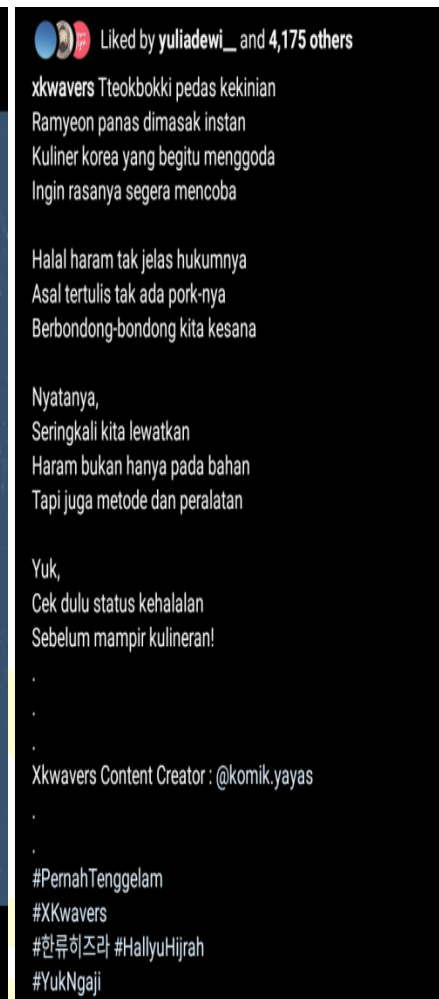 Liked by yuliadewi__ and 4,175 others
xkwavers Tteokbokki pedas kekinian
Ramyeon panas dimasak instan
Kuliner korea yang begitu menggoda
Ingin rasanya segera mencoba
Halal haram tak jelas hukumnya
Asal tertulis tak ada pork-nya
Berbondong-bondong kita kesana
Nyatanya,
Seringkali kita lewatkan
Haram bukan hanya pada bahan
Tapi juga metode dan peralatan
Yuk,
Cek dulu status kehalalan
Sebelum mampir kulineran!
.
.
.
Xkwavers Content Creator : @komik.yayas
.
.
#PernahTenggelam
#XKwavers
#한류히즈라 #HallyuHijrah
#YukNgaji